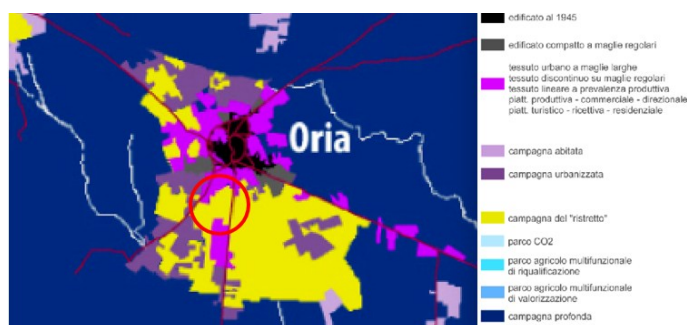 Oria
edificato al 1945
edificato compatto a maglie regolari
tessuto urbano a maglie larghe
tessuto discontinuo su maglie regolari
tessuto lineare a prevalenza produttiva
piatt. produttiva - commerciale - direzionale
piatt. turistico - ricettiva - residenziale
campagna abitata
campagna urbanizzata
campagna del "ristretto"
parco CO2
parco agricolo multifunzionale
di riqualificazione
parco agricolo multifunzionale
di valorizzazione
campagna profonda